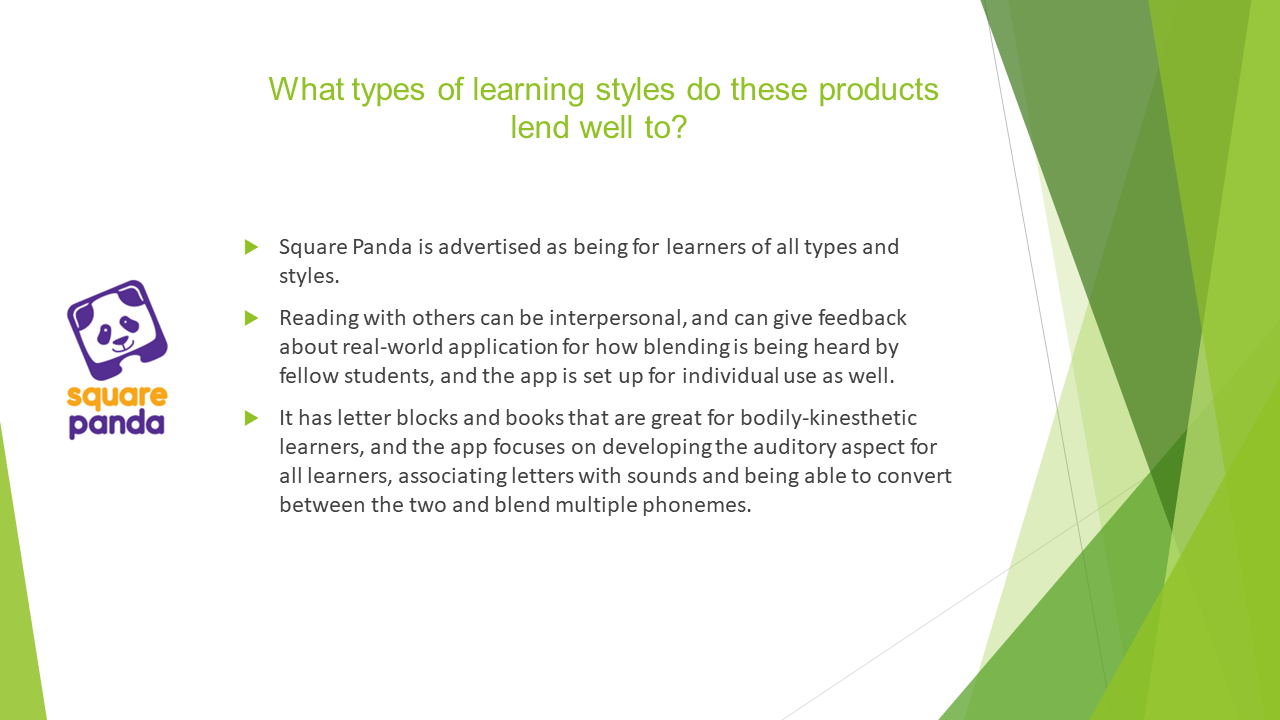 What types of learning styles do these products
lend well to?
Square Panda is advertised as being for learners of all types and
styles.
Reading with others can be interpersonal, and can give feedback
about real-world application for how blending is being heard by
fellow students, and the app is set up for individual use as well.
It has letter blocks and books that are great for bodily-kinesthetic
learners, and the app focuses on developing the auditory aspect for
all learners, associating letters with sounds and being able to convert
between the two and blend multiple phonemes.
square
panda